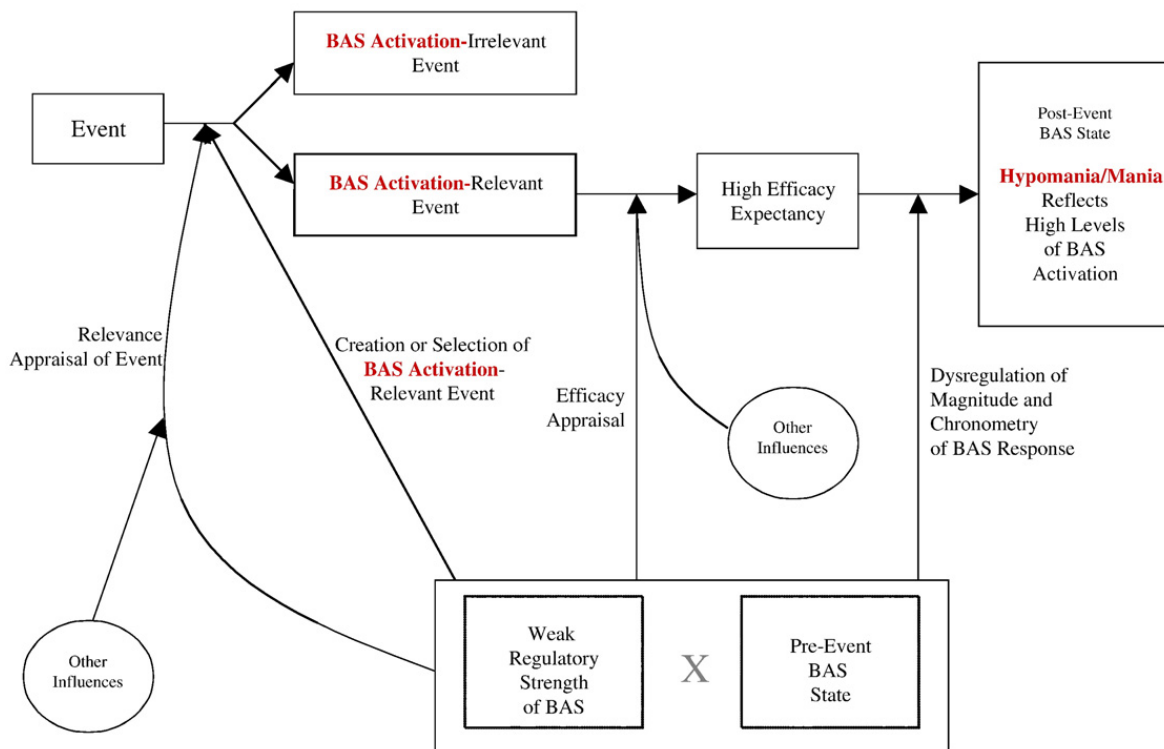 BAS Activation-Irrelevant
Event
Event
BAS Activation-Relevant
Event
High Efficacy
Expectancy
Post-Event
BAS State
Hypomania/Mania
Reflects
High Levels
of BAS
Activation
Relevance
Appraisal of Event
Creation or Selection of
BAS Activation-
Relevant Event
Efficacy
Appraisal
Other
Influences
Dysregulation of
Magnitude and
Chronometry
of BAS Response
Other
Influences
Weak
Regulatory
Strength
of BAS
X
Pre-Event
BAS
State